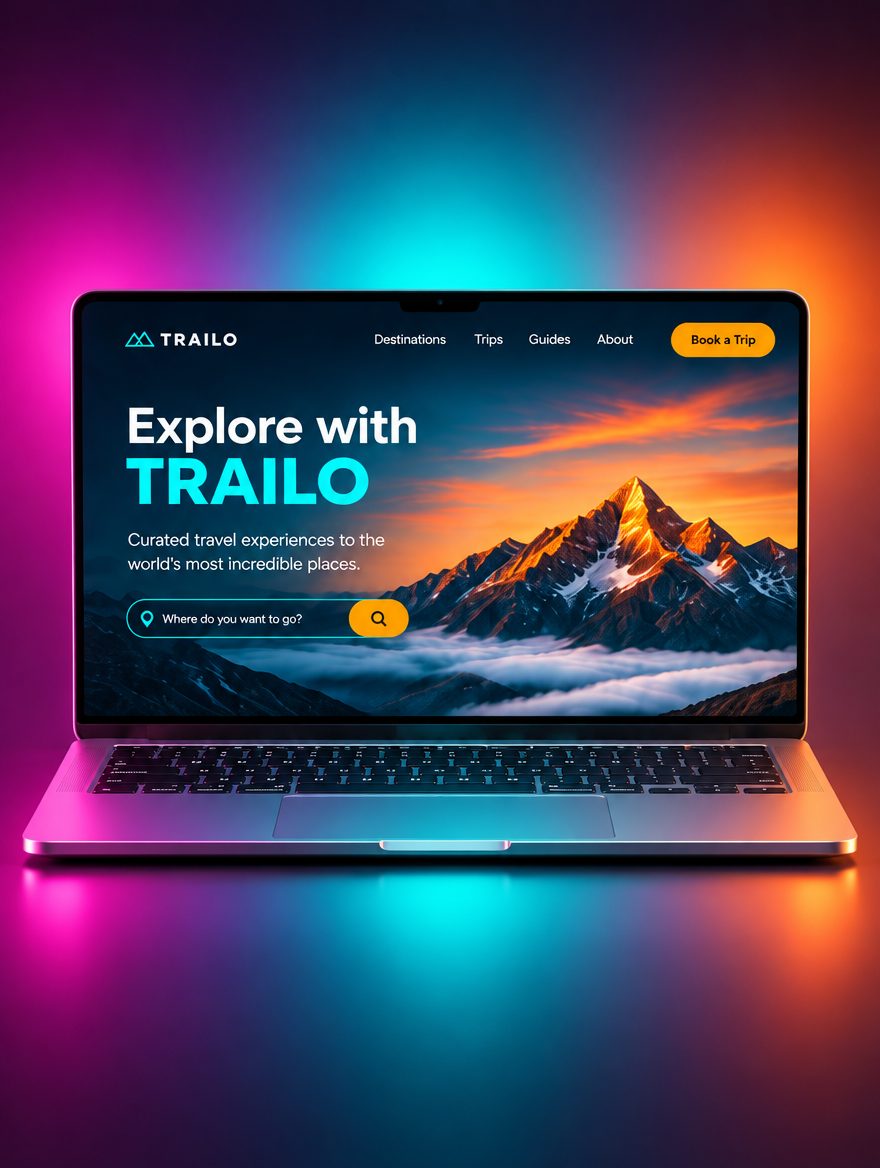 TRAILO
Destinations Trips Guides About Book a Trip
Explore with
TRAILO
Curated travel experiences to the
world's most incredible places.
Where do you want to go?